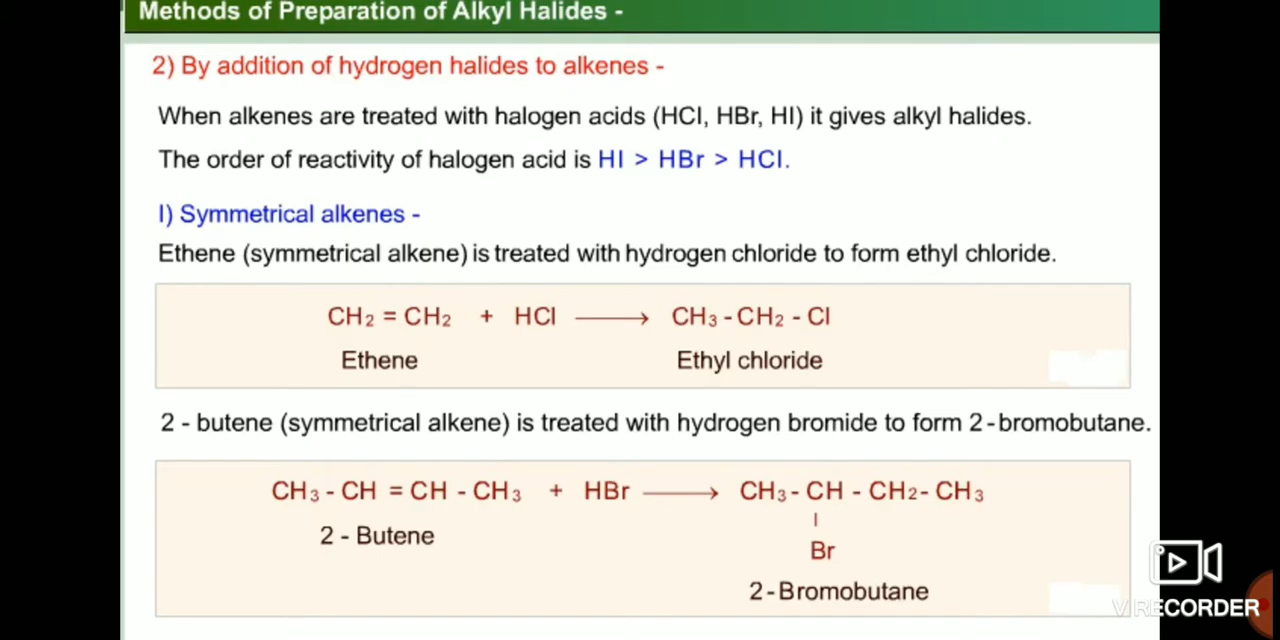 Methods of Preparation of Alkyl Halides -
2) By addition of hydrogen halides to alkenes -
When alkenes are treated with halogen acids (HCl, HBr, HI) it gives alkyl halides.
The order of reactivity of halogen acid is HI > HBr > HCl.
I) Symmetrical alkenes -
Ethene (symmetrical alkene) is treated with hydrogen chloride to form ethyl chloride.
CH₂ = CH₂ + HCl ⟶ CH₃ - CH₂ - Cl
Ethene Ethyl chloride
2 - butene (symmetrical alkene) is treated with hydrogen bromide to form 2 - bromobutane.
CH₃ - CH = CH - CH₃ + HBr ⟶ CH₃ - CH - CH₂ - CH₃
2 - Butene
Br
2 - Bromobutane
VIRECORDER